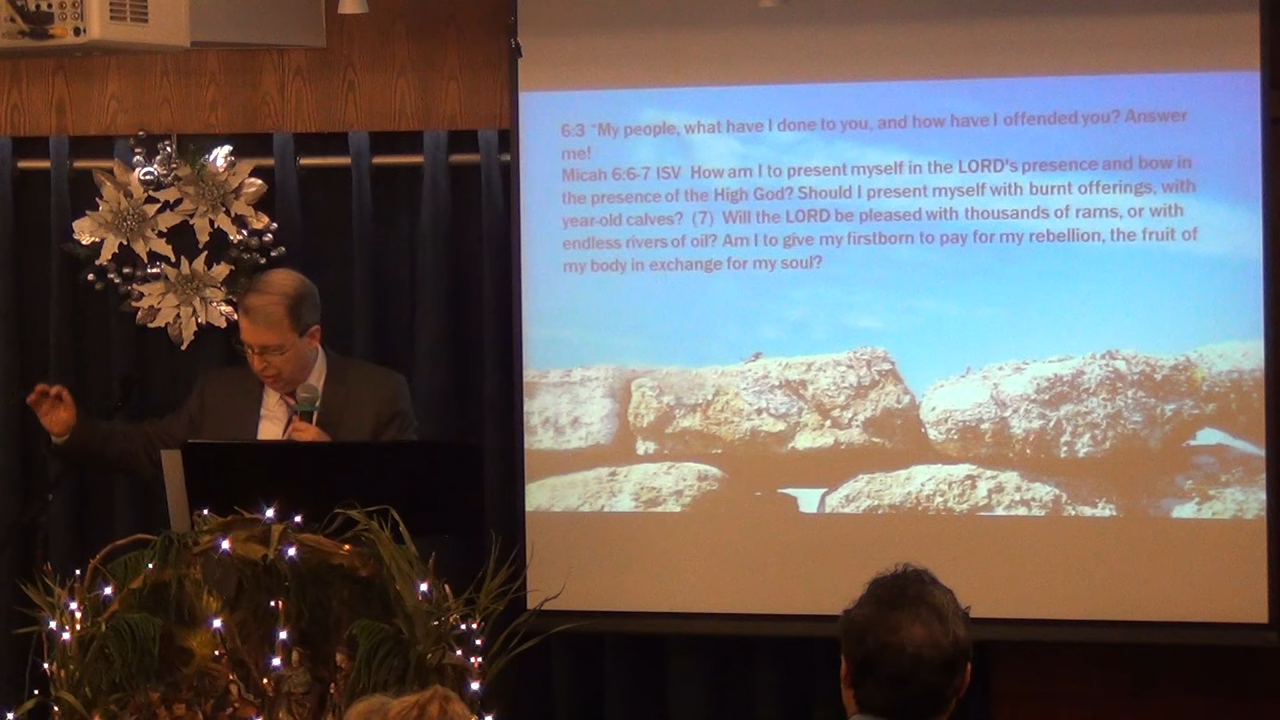 6:3 "My people, what have I done to you, and how have I offended you? Answer
me!
Micah 6:6-7 ISV How am I to present myself in the LORD's presence and bow in
the presence of the High God? Should I present myself with burnt offerings, with
year-old calves? (7) Will the LORD be pleased with thousands of rams, or with
endless rivers of oil? Am I to give my firstborn to pay for my rebellion, the fruit of
my body in exchange for my soul?